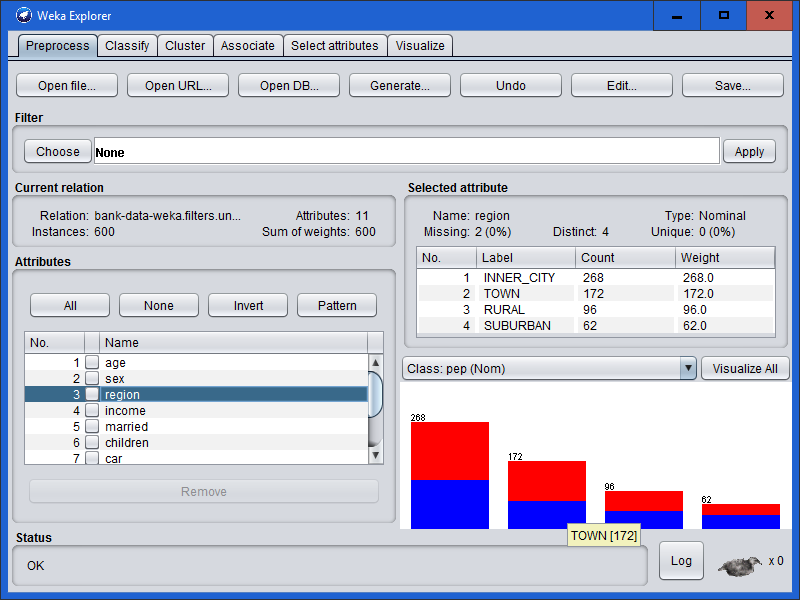 Weka Explorer
Preprocess Classify Cluster Associate Select attributes Visualize
Open file... Open URL... Open DB... Generate... Undo Edit... Save...
Filter
Choose None Apply
Current relation
Relation: bank-data-weka.filters.un... Attributes: 11
Instances: 600 Sum of weights: 600
Selected attribute
Name: region Type: Nominal
Missing: 2 (0%) Distinct: 4 Unique: 0 (0%)
No. Label Count Weight
1 INNER_CITY 268 268.0
2 TOWN 172 172.0
3 RURAL 96 96.0
4 SUBURBAN 62 62.0
Attributes
All None Invert Pattern
No. Name
1 age
2 sex
3 region
4 income
5 married
6 children
7 car
Remove
Class: pep (Nom) Visualize All
268
172
96
62
TOWN [172]
Status
OK
Log x 0